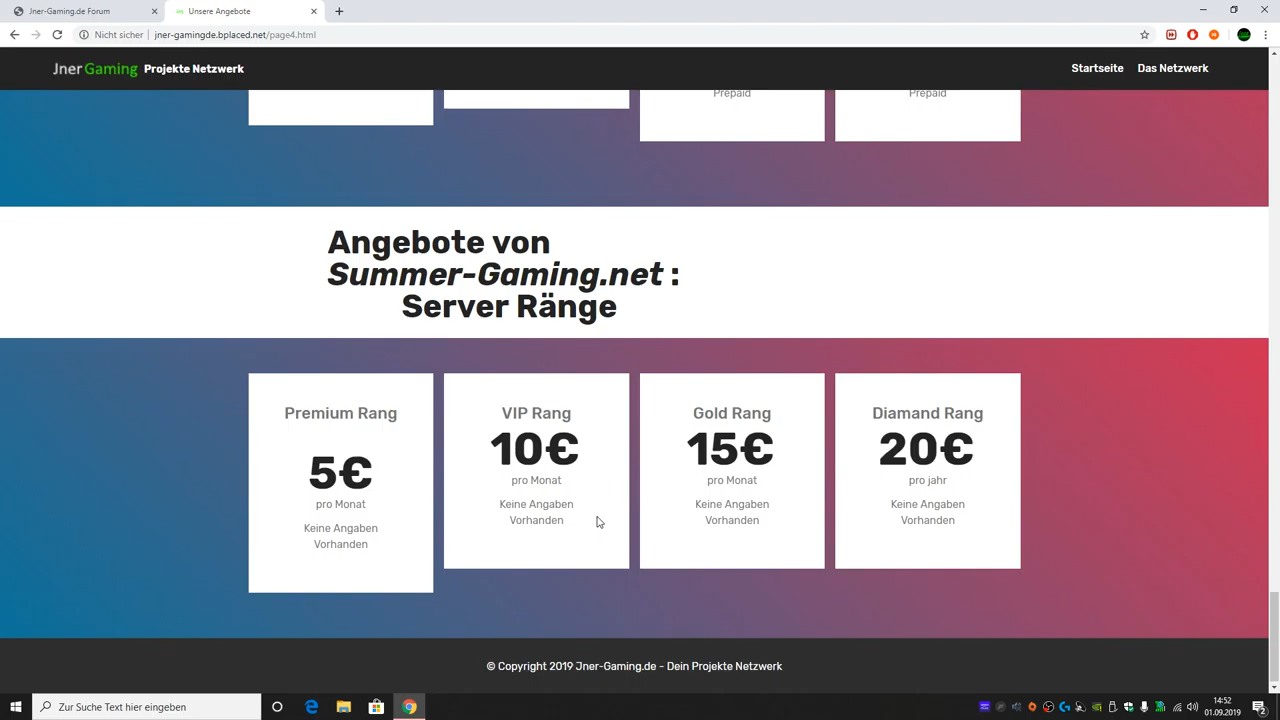 Jner-Gaming.de Forum
Unsere Angebote
Nicht sicher
jner-gamingde.bplaced.net/page4.html
Jner Gaming Projekte Netzwerk
Startseite
Das Netzwerk
Prepaid
Prepaid
Angebote von
Summer-Gaming.net :
Server Ränge
Premium Rang
5€
pro Monat
Keine Angaben
Vorhanden
VIP Rang
10€
pro Monat
Keine Angaben
Vorhanden
Gold Rang
15€
pro Monat
Keine Angaben
Vorhanden
Diamand Rang
20€
pro jahr
Keine Angaben
Vorhanden
© Copyright 2019 Jner-Gaming.de - Dein Projekte Netzwerk
Zur Suche Text hier eingeben
14:52
01.09.2019
2